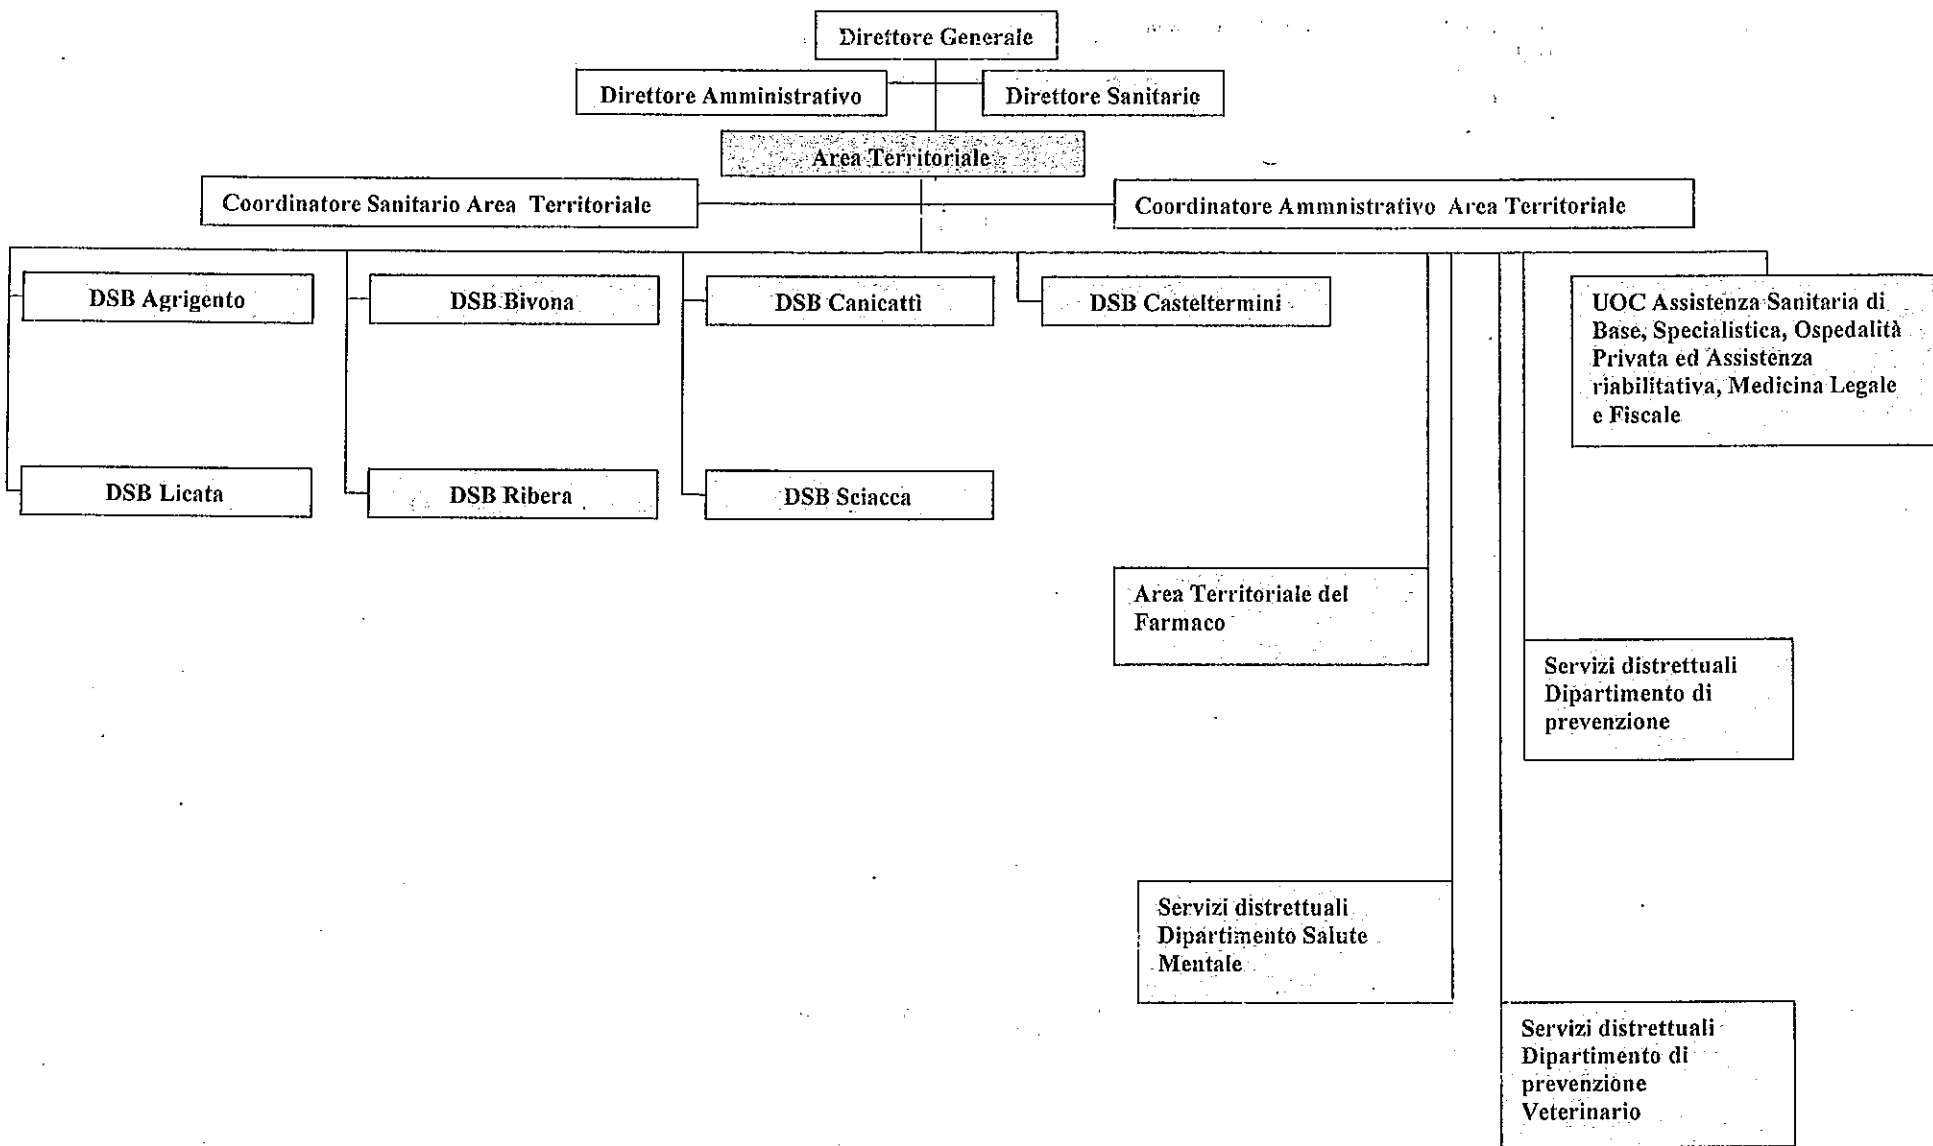 Direttore Generale
Direttore Amministrativo
Direttore Sanitario
Area Territoriale
Coordinatore Sanitario Area Territoriale
Coordinatore Ammnistrativo Area Territoriale
DSB Agrigento
DSB Bivona
DSB Canicattì
DSB Casteltermini
UOC Assistenza Sanitaria di
Base, Specialistica, Ospedalità
Privata ed Assistenza
riabilitativa, Medicina Legale
e Fiscale
DSB Licata
DSB Ribera
DSB Sciacca
Area Territoriale del
Farmaco
Servizi distrettuali
Dipartimento di
prevenzione
Servizi distrettuali
Dipartimento Salute
Mentale
Servizi distrettuali
Dipartimento di
prevenzione
Veterinario